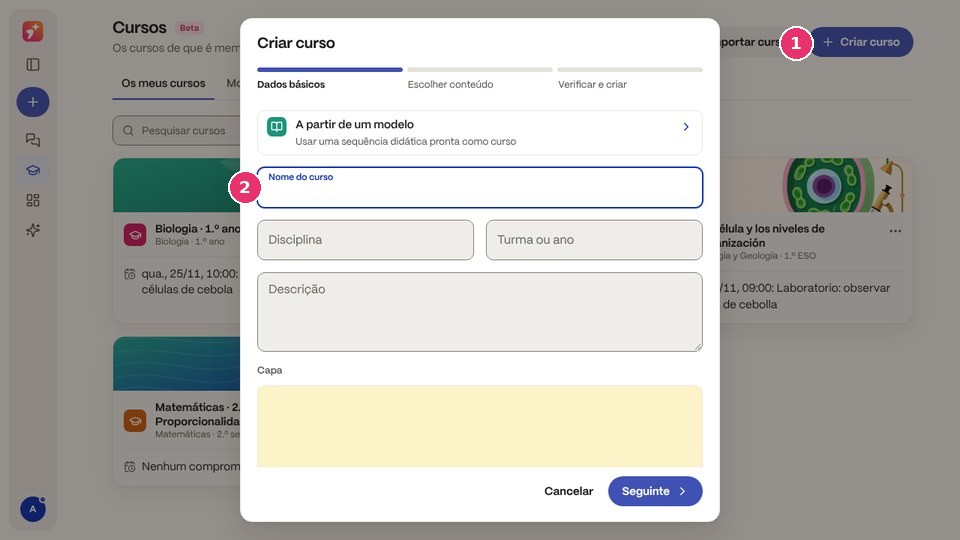 Cursos Beta
Os cursos de que é mem
portar curs
1
Criar curso
Os meus cursos
Pesquisar cursos
Criar curso
Dados básicos
Escolher conteúdo
Verificar e criar
A partir de um modelo
Usar uma sequência didática pronta como curso
2
Nome do curso
Disciplina
Turma ou ano
Descrição
Capa
Cancelar
Seguinte
Biologia · 1.º ano
Biologia · 1.º ano
qua., 25/11, 10:00:
células de cebola
élula y los niveles de
anización
gía y Geología · 1.º ESO
/11, 09:00: Laboratorio: observar
de cebolla
Matemáticas · 2.
Proporcionalida
Matemáticas · 2.º se
Nenhum comprom
A